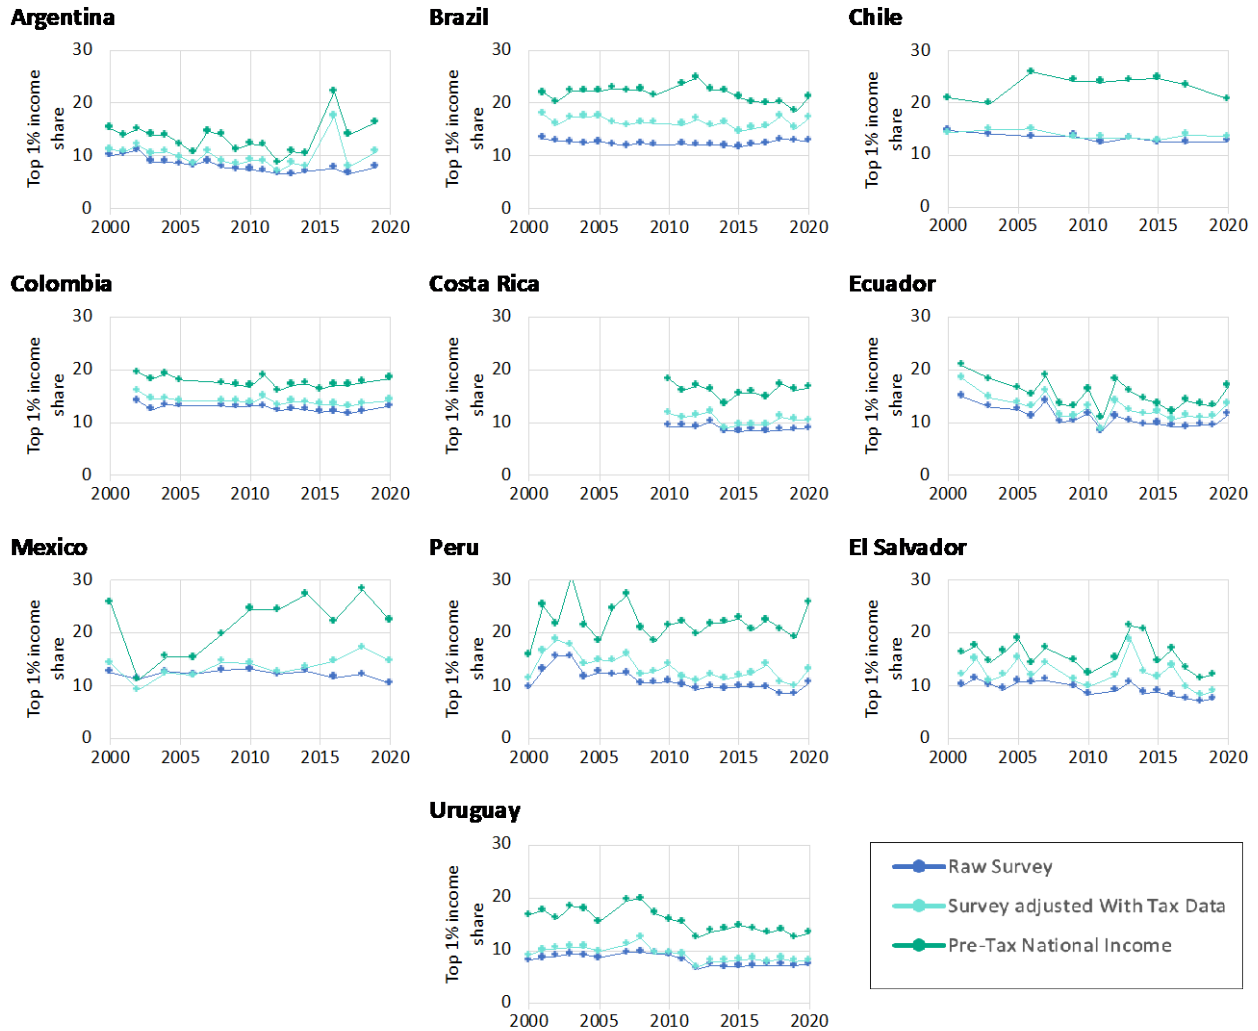 Argentina
Brazil
Chile
Top 1% income
share
30
20
10
0
2000 2005 2010 2015 2020
Top 1% income
share
30
20
10
0
2000 2005 2010 2015 2020
Top 1% income
share
30
20
10
0
2000 2005 2010 2015 2020
Colombia
Costa Rica
Ecuador
Top 1% income
share
30
20
10
0
2000 2005 2010 2015 2020
Top 1% income
share
30
20
10
0
2000 2005 2010 2015 2020
Top 1% income
share
30
20
10
0
2000 2005 2010 2015 2020
Mexico
Peru
El Salvador
Top 1% income
share
30
20
10
0
2000 2005 2010 2015 2020
Top 1% income
share
30
20
10
0
2000 2005 2010 2015 2020
Top 1% income
share
30
20
10
0
2000 2005 2010 2015 2020
Uruguay
Top 1% income
share
30
20
10
0
2000 2005 2010 2015 2020
Raw Survey
Survey adjusted With Tax Data
Pre-Tax National Income